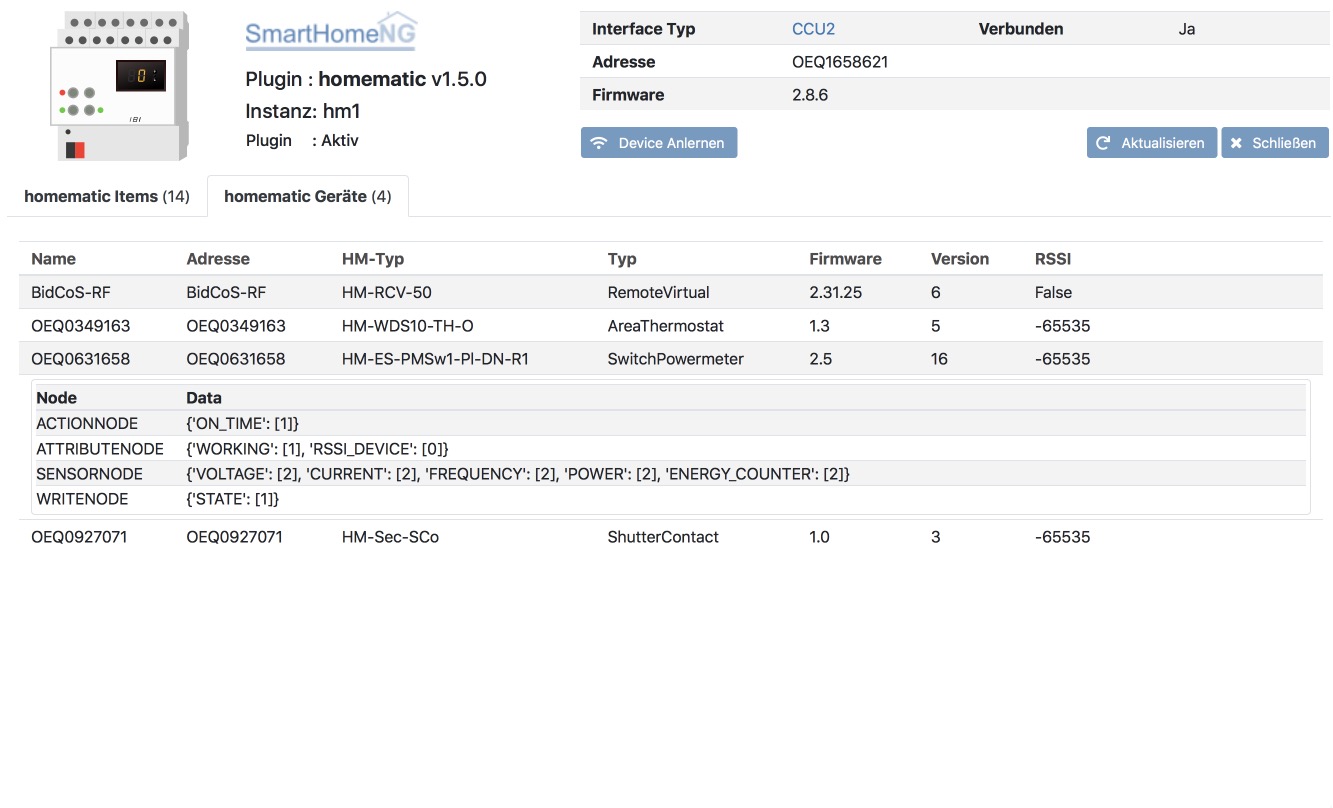 SmartHomeNG
Plugin : homematic v1.5.0
Instanz: hm1
Plugin : Aktiv
Interface Typ CCU2 Verbunden Ja
Adresse OEQ1658621
Firmware 2.8.6
Device Anlernen Aktualisieren Schließen
homematic Items (14) homematic Geräte (4)
Name Adresse HM-Typ Typ Firmware Version RSSI
BidCoS-RF BidCoS-RF HM-RCV-50 RemoteVirtual 2.31.25 6 False
OEQ0349163 OEQ0349163 HM-WDS10-TH-O AreaThermostat 1.3 5 -65535
OEQ0631658 OEQ0631658 HM-ES-PMSw1-Pl-DN-R1 SwitchPowermeter 2.5 16 -65535
Node Data
ACTIONNODE {'ON_TIME': [1]}
ATTRIBUTENODE {'WORKING': [1], 'RSSI_DEVICE': [0]}
SENSORNODE {'VOLTAGE': [2], 'CURRENT': [2], 'FREQUENCY': [2], 'POWER': [2], 'ENERGY_COUNTER': [2]}
WRITENODE {'STATE': [1]}
OEQ0927071 OEQ0927071 HM-Sec-SCo ShutterContact 1.0 3 -65535